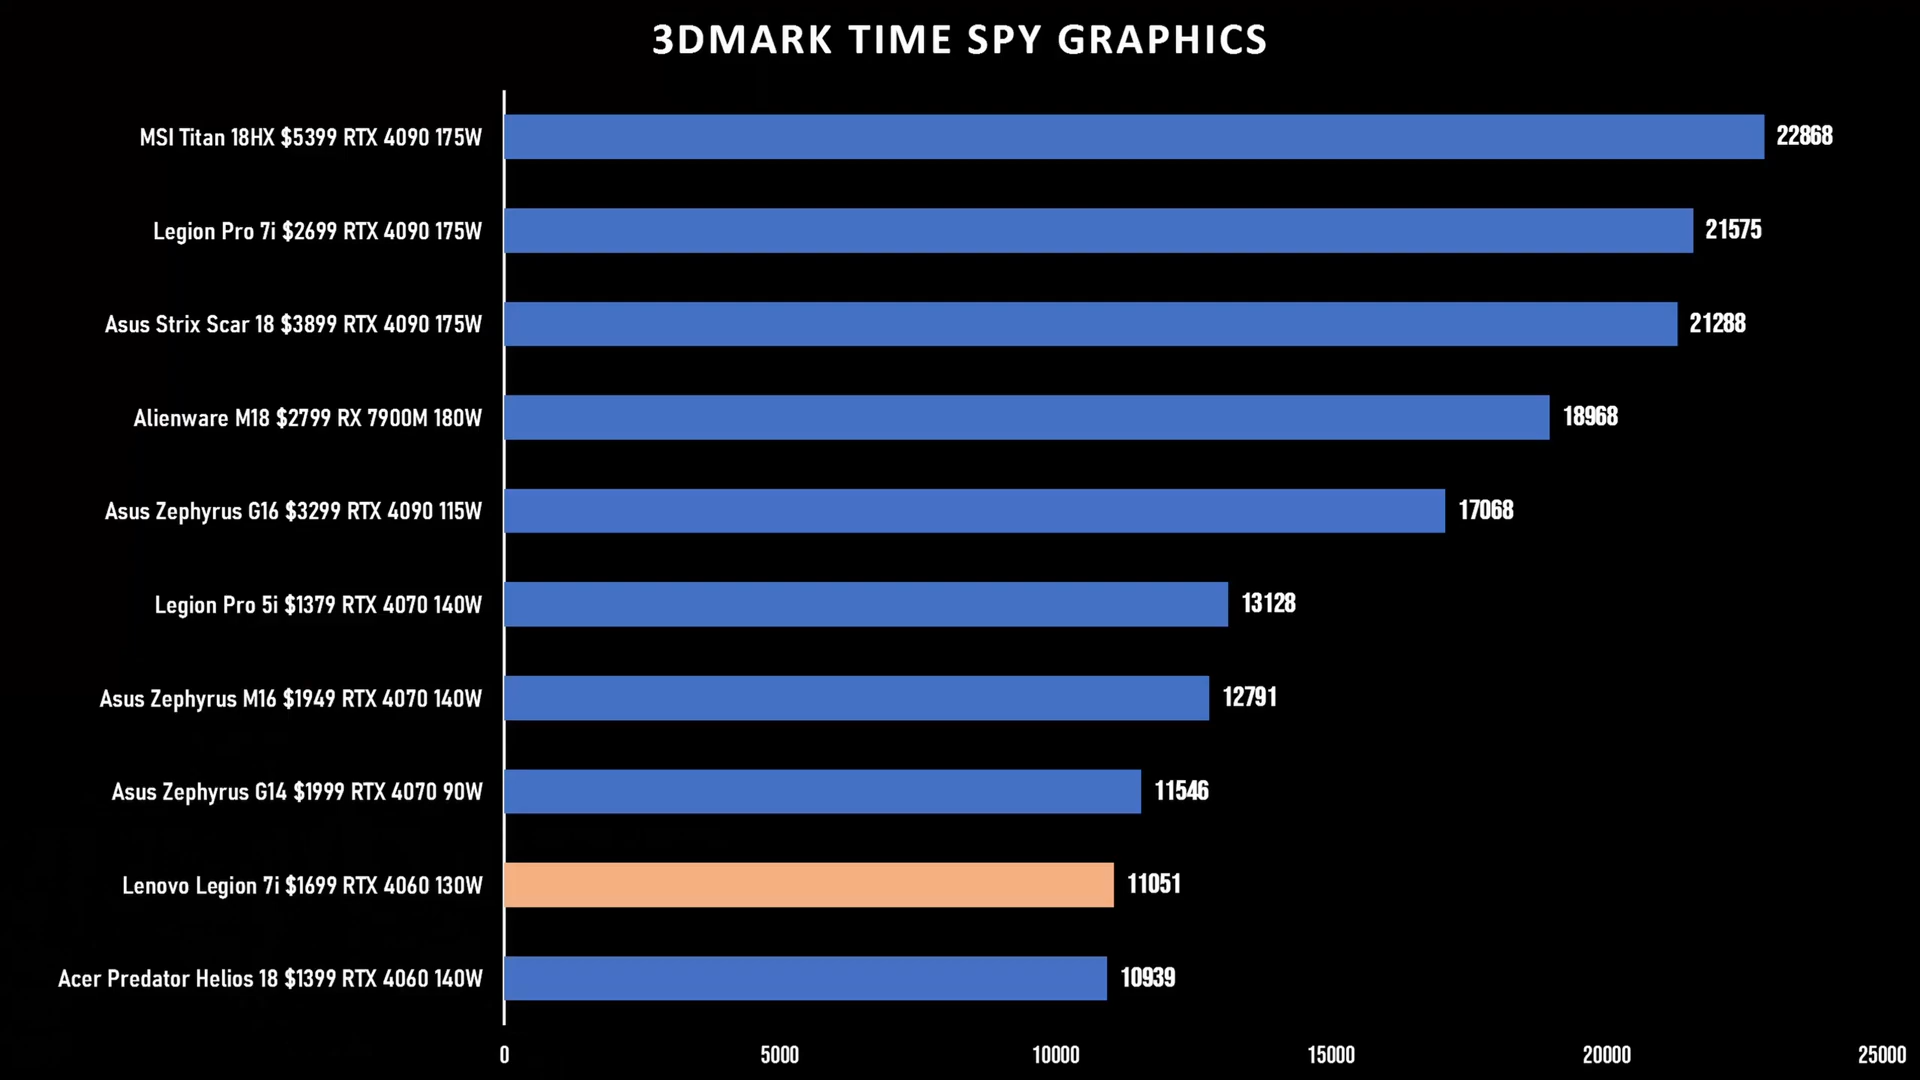 3DMARK TIME SPY GRAPHICS
MSI Titan 18HX $5399 RTX 4090 175W 22868
Legion Pro 7i $2699 RTX 4090 175W 21575
Asus Strix Scar 18 $3899 RTX 4090 175W 21288
Alienware M18 $2799 RX 7900M 180W 18968
Asus Zephyrus G16 $3299 RTX 4090 115W 17068
Legion Pro 5i $1379 RTX 4070 140W 13128
Asus Zephyrus M16 $1949 RTX 4070 140W 12791
Asus Zephyrus G14 $1999 RTX 4070 90W 11546
Lenovo Legion 7i $1699 RTX 4060 130W 11051
Acer Predator Helios 18 $1399 RTX 4060 140W 10939
0 5000 10000 15000 20000 25000